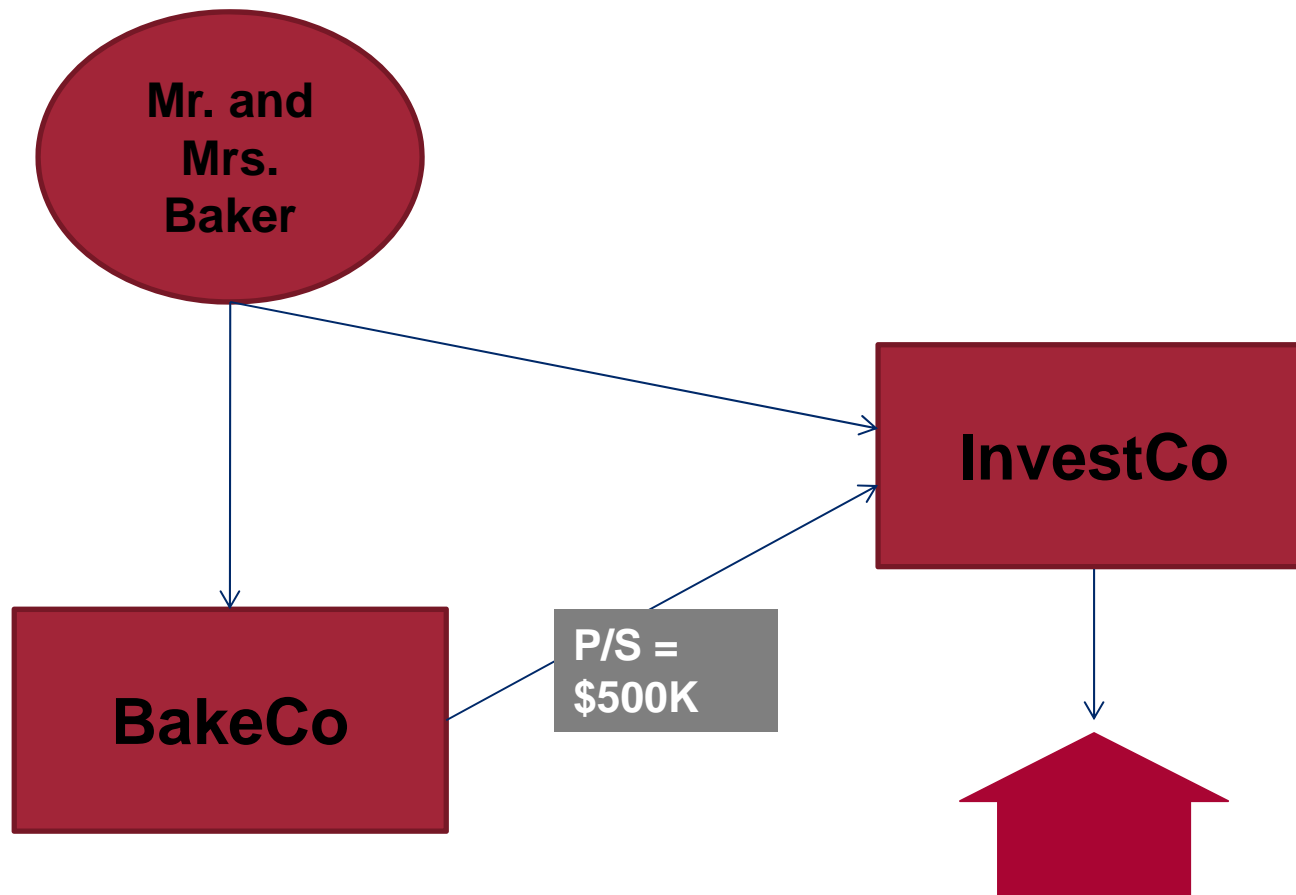 Mr. and
Mrs.
Baker
InvestCo
P/S =
$500K
BakeCo